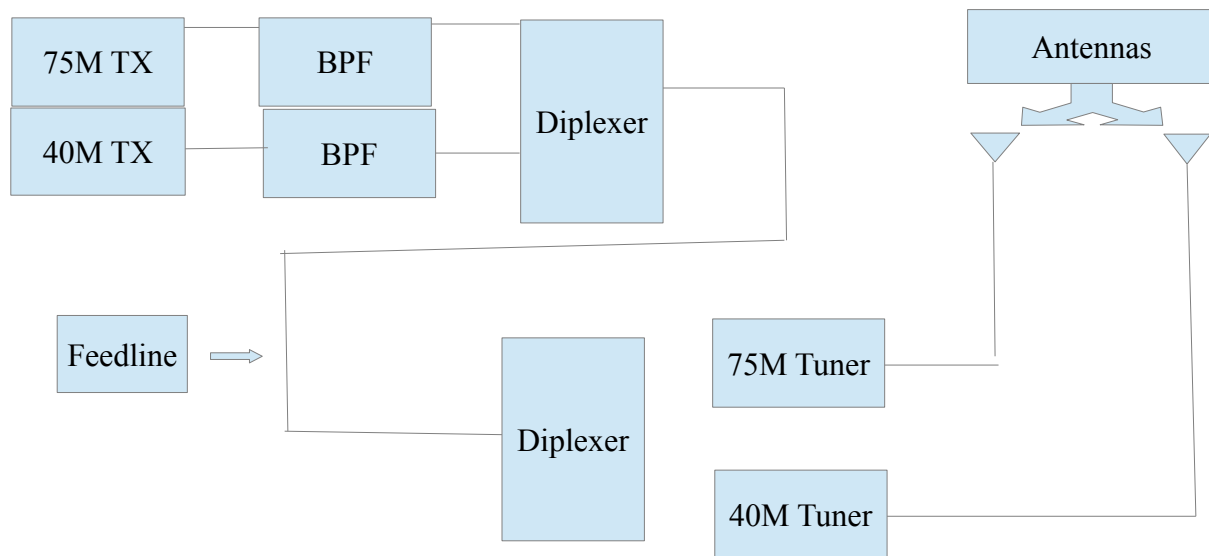 75M TX
BPF
Diplexer
Antennas
40M TX
BPF
Feedline
Diplexer
75M Tuner
40M Tuner